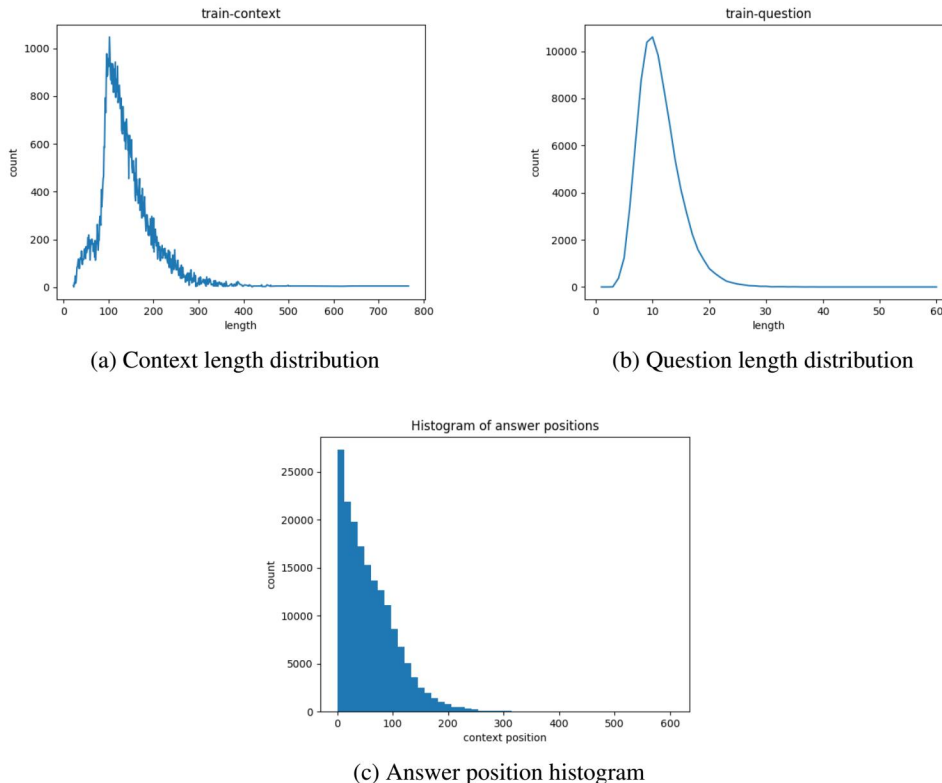 train-context
1000
800
600
400
200
0
count
0 100 200 300 400 500 600 700 800
length
(a) Context length distribution
train-question
10000
8000
6000
4000
2000
0
count
0 10 20 30 40 50 60
length
(b) Question length distribution
Histogram of answer positions
25000
20000
15000
10000
5000
0
count
0 100 200 300 400 500 600
context position
(c) Answer position histogram